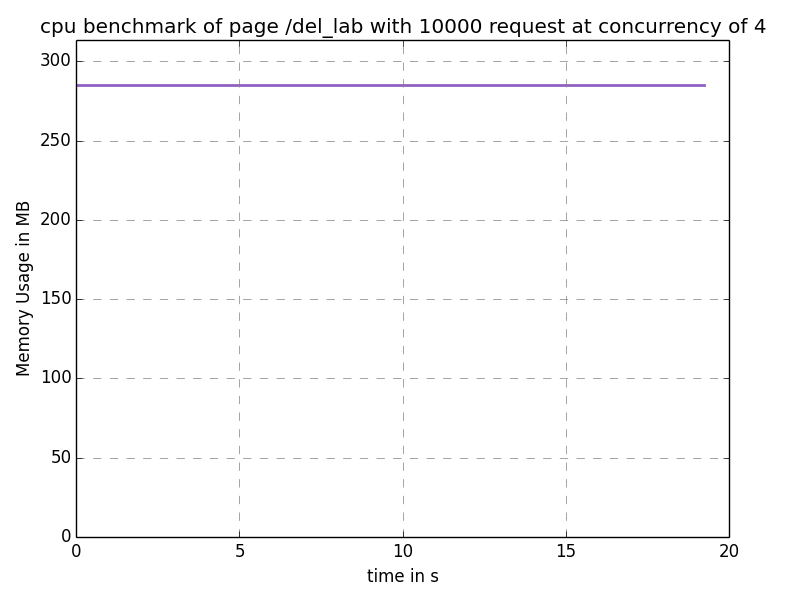 cpu benchmark of page /del_lab with 10000 request at concurrency of 4
300
250
200
150
100
50
0
Memory Usage in MB
0 5 10 15 20
time in s